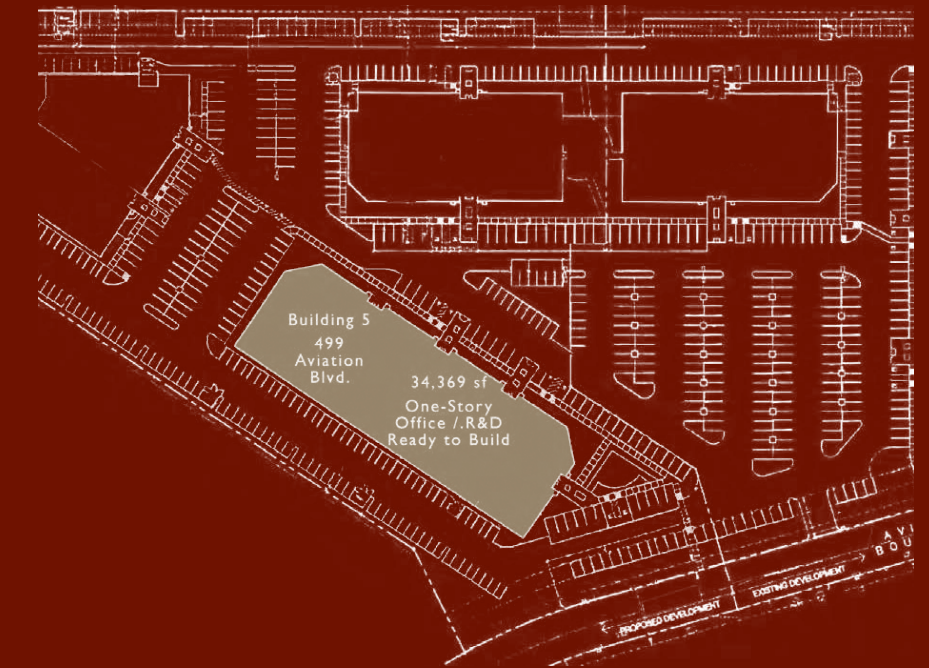 Building 5
499
Aviation
Blvd.
34,369 sf
One-Story
Office /.R&D
Ready to Build
A V
B O U
EXISTING DEVELOPMENT
PROPOSED DEVELOPMENT